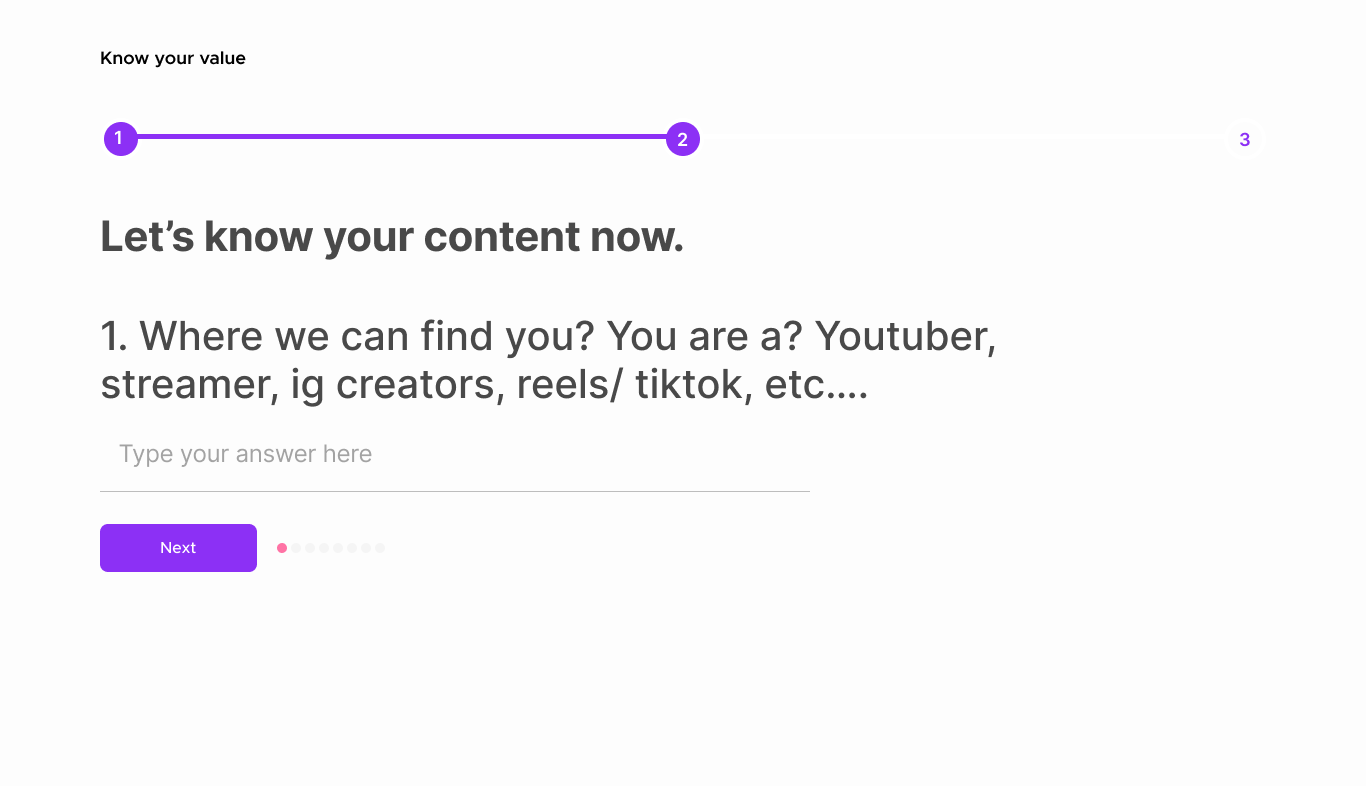 Know your value
1
2
3
Let’s know your content now.
1. Where we can find you? You are a? Youtuber,
streamer, ig creators, reels/ tiktok, etc....
Type your answer here
Next